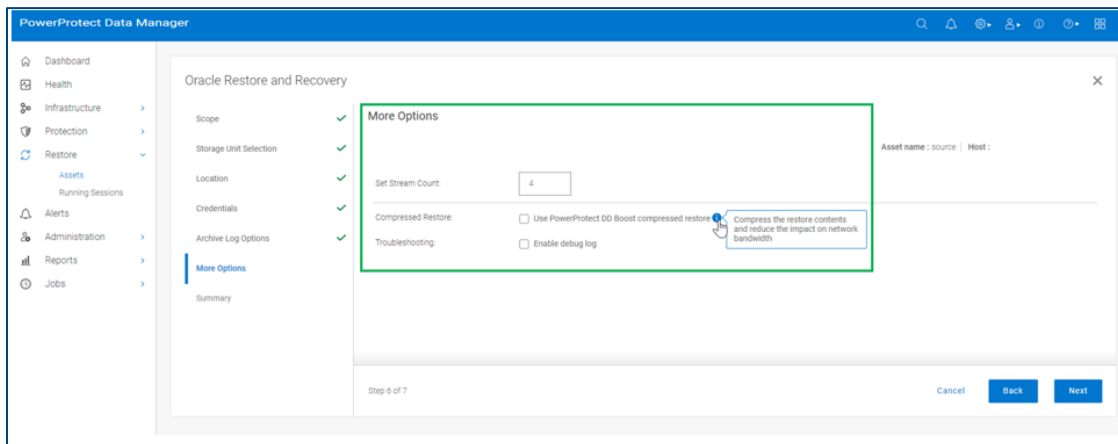 PowerProtect Data Manager
Dashboard
Health
Infrastructure
Protection
Restore
Assets
Running Sessions
Alerts
Administration
Reports
Jobs
Oracle Restore and Recovery
Scope
Storage Unit Selection
Location
Credentials
Archive Log Options
More Options
Summary
More Options
Asset name : source | Host :
Set Stream Count: 4
Compressed Restore: Use PowerProtect DD Boost compressed restore
Compress the restore contents
and reduce the impact on network
bandwidth
Troubleshooting: Enable debug log
Step 6 of 7
Cancel Back Next